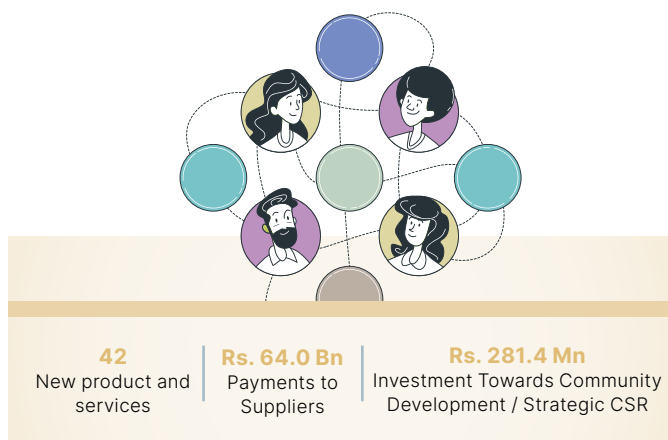 42
New product and
services
Rs. 64.0 Bn
Payments to
Suppliers
Rs. 281.4 Mn
Investment Towards Community
Development / Strategic CSR